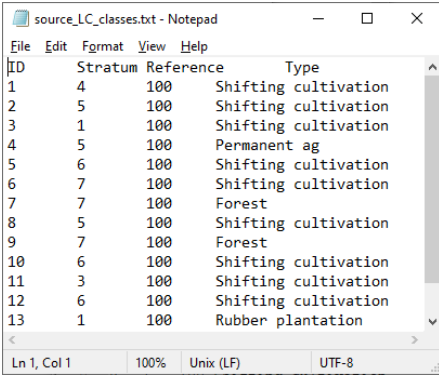 source_LC_classes.txt - Notepad
File Edit Format View Help
ID Stratum Reference Type
1 4 100 Shifting cultivation
2 5 100 Shifting cultivation
3 1 100 Shifting cultivation
4 5 100 Permanent ag
5 6 100 Shifting cultivation
6 7 100 Shifting cultivation
7 7 100 Forest
8 5 100 Shifting cultivation
9 7 100 Forest
10 6 100 Shifting cultivation
11 3 100 Shifting cultivation
12 6 100 Shifting cultivation
13 1 100 Rubber plantation
Ln 1, Col 1 100% Unix (LF) UTF-8